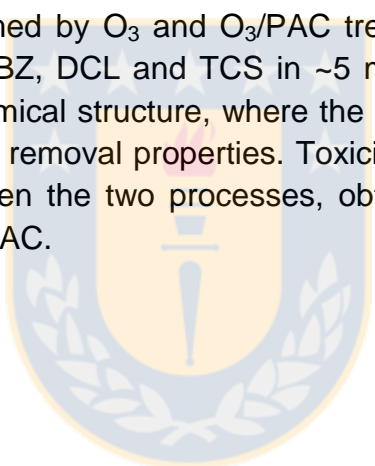 ned by O₃ and O₃/PAC tre
BZ, DCL and TCS in ~5 m
mical structure, where the
removal properties. Toxici
en the two processes, obt
AC.